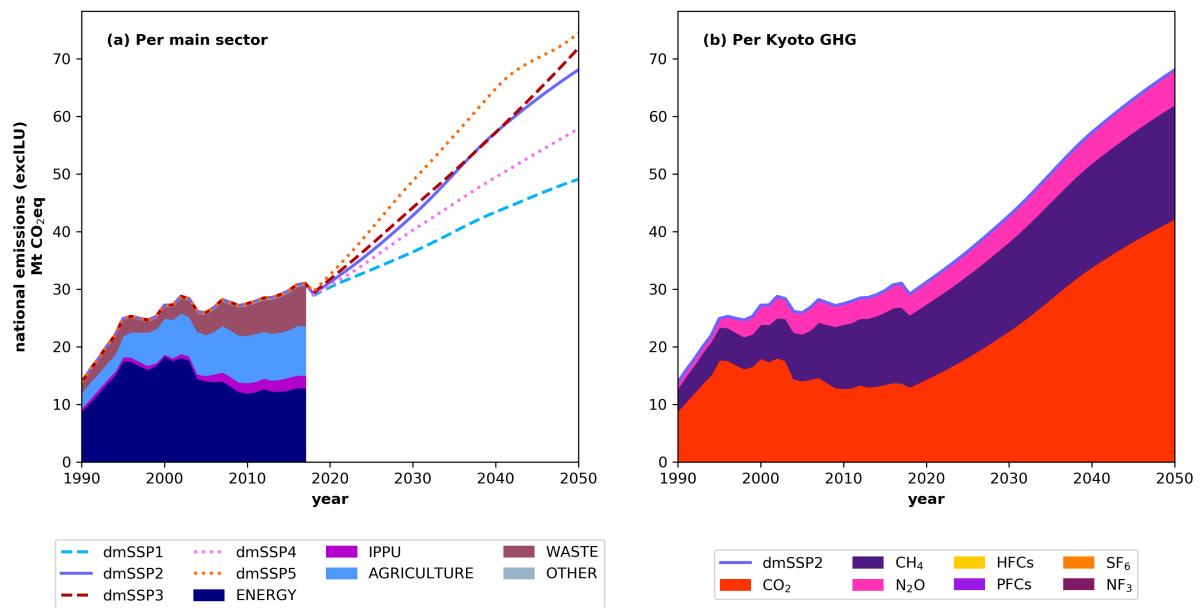 (a) Per main sector
national emissions (exclLU)
Mt CO₂eq
70
60
50
40
30
20
10
0
1990 2000 2010 2020 2030 2040 2050
year
(b) Per Kyoto GHG
70
60
50
40
30
20
10
0
1990 2000 2010 2020 2030 2040 2050
year
dmSSP1 dmSSP4 IPPU WASTE
dmSSP2 dmSSP5 AGRICULTURE OTHER
dmSSP3 ENERGY
dmSSP2 CH₄ HFCs SF₆
CO₂ N₂O PFCs NF₃